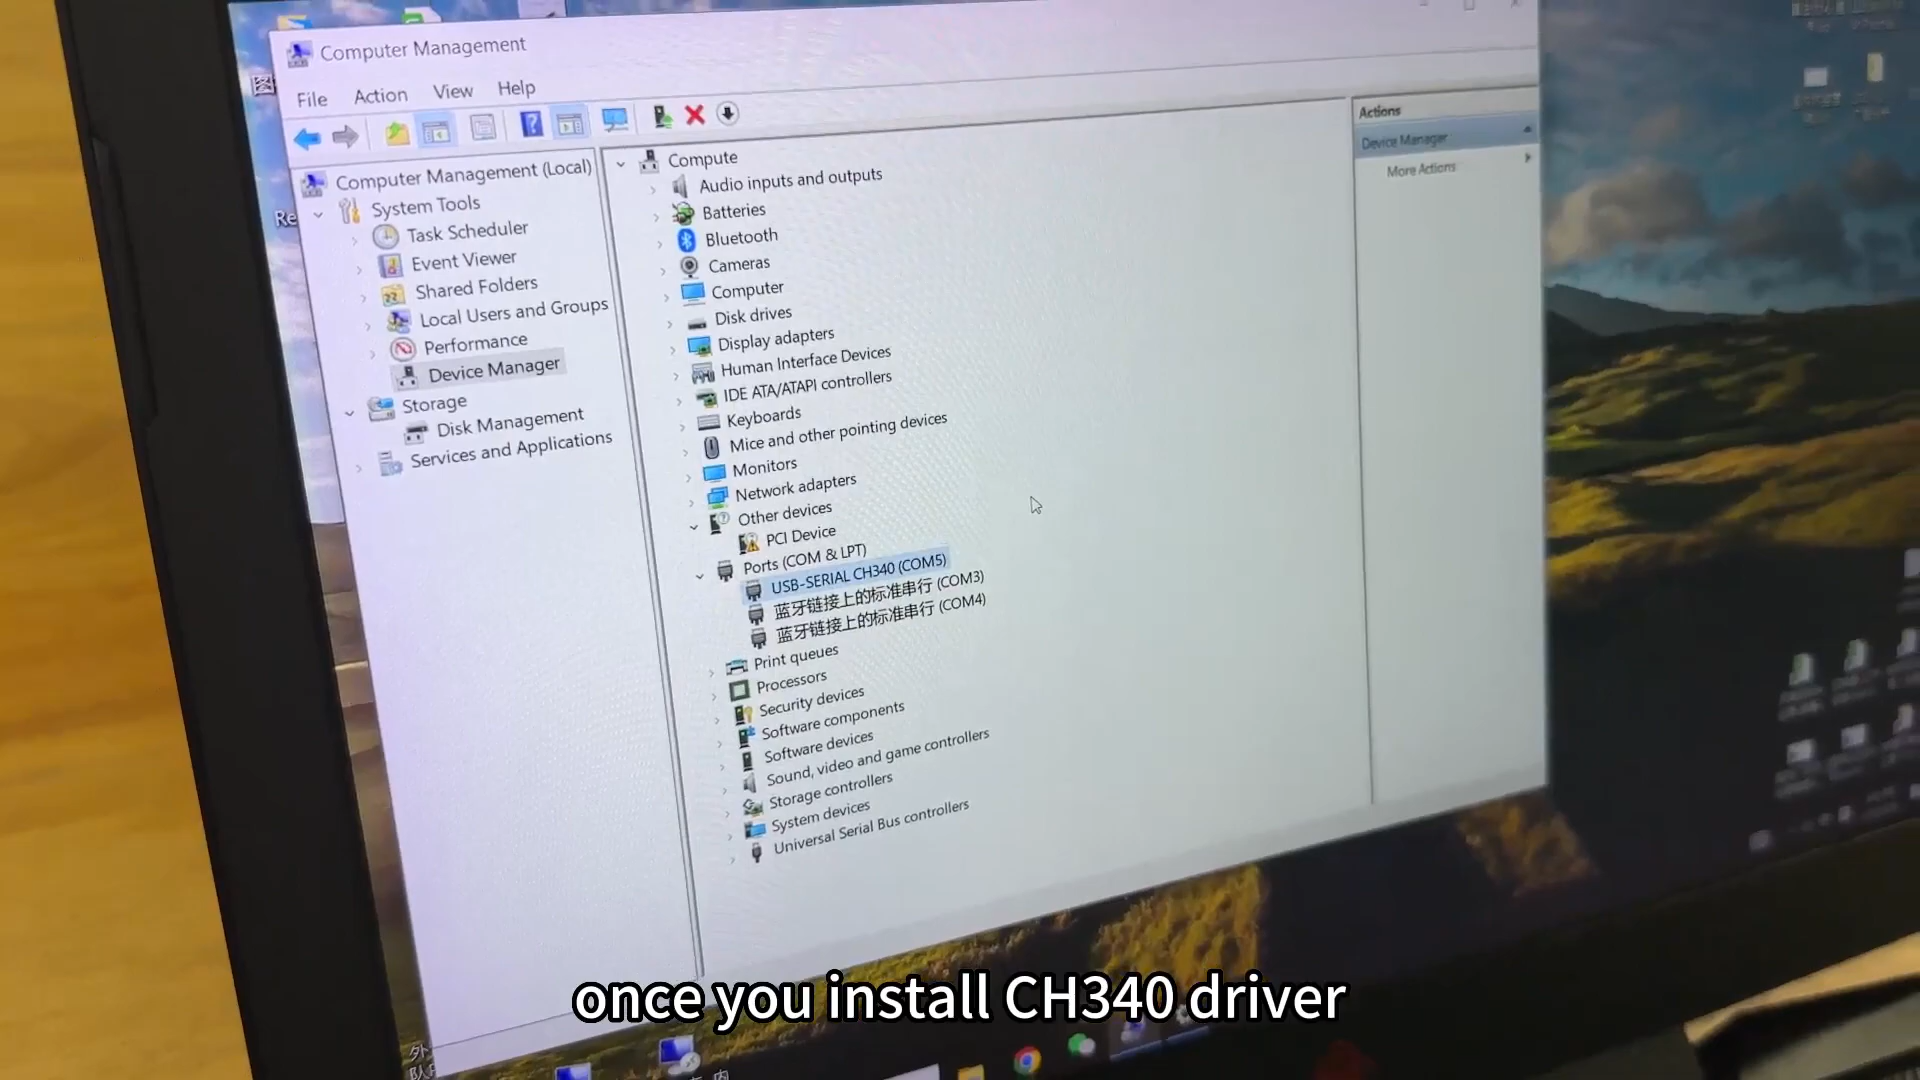 Computer Management
File Action View Help
Computer Management (Local)
System Tools
Task Scheduler
Event Viewer
Shared Folders
Local Users and Groups
Performance
Device Manager
Storage
Disk Management
Services and Applications
Compute
Audio inputs and outputs
Batteries
Bluetooth
Cameras
Computer
Disk drives
Display adapters
Human Interface Devices
IDE ATA/ATAPI controllers
Keyboards
Mice and other pointing devices
Monitors
Network adapters
Other devices
PCI Device
Ports (COM & LPT)
USB-SERIAL CH340 (COM5)
蓝牙链接上的标准串行 (COM3)
蓝牙链接上的标准串行 (COM4)
Print queues
Processors
Security devices
Software components
Software devices
Sound, video and game controllers
Storage controllers
System devices
Universal Serial Bus controllers
Actions
Device Manager
More Actions
图
Re
外
once you install CH340 driver